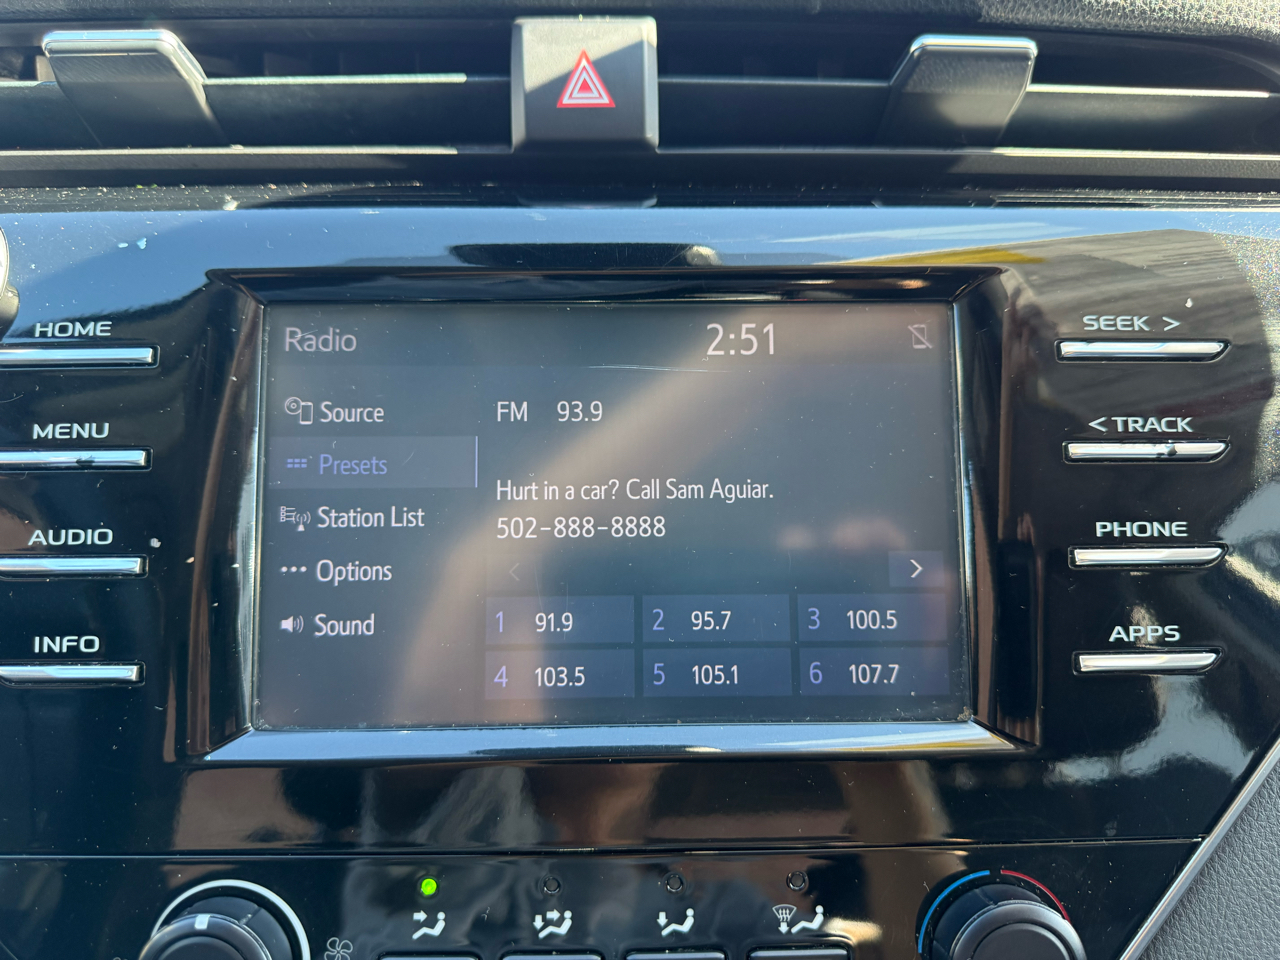 HOME
MENU
AUDIO
INFO
Radio 2:51
Source
Presets
Station List
Options
Sound
FM 93.9
Hurt in a car? Call Sam Aguiar.
502-888-8888
< >
1 91.9 2 95.7 3 100.5
4 103.5 5 105.1 6 107.7
SEEK >
< TRACK
PHONE
APPS